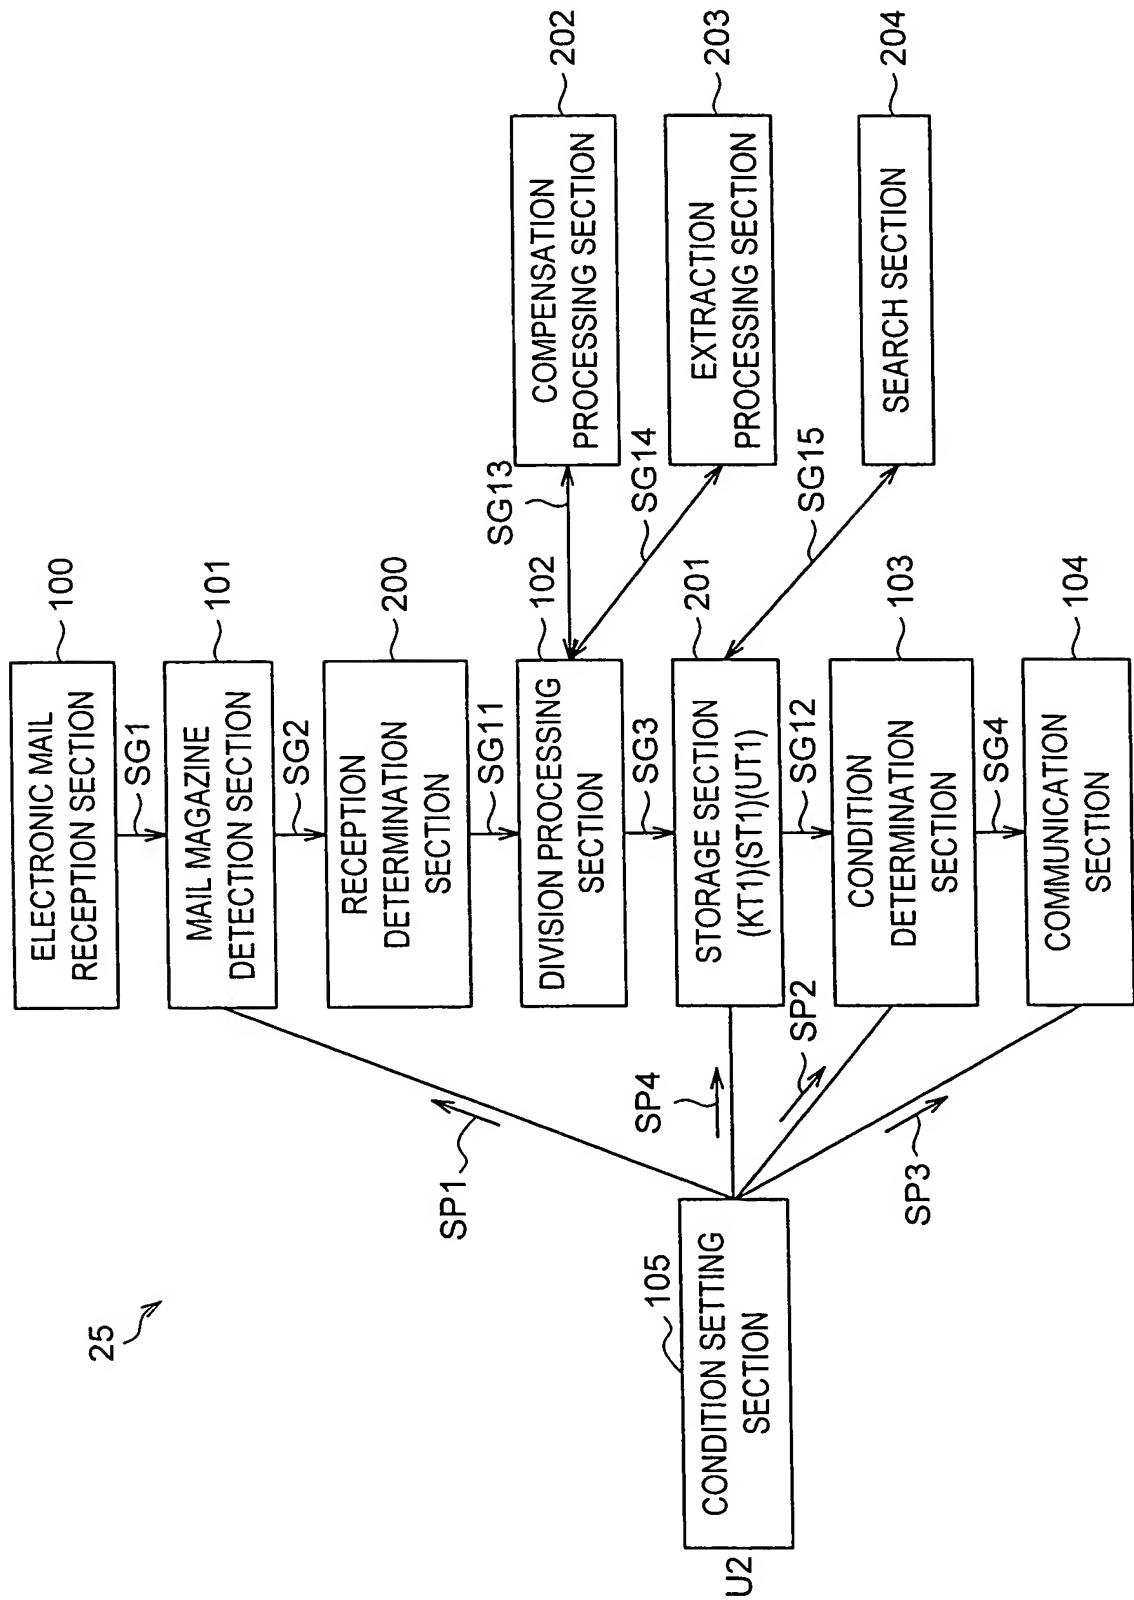 25
U2
105
CONDITION SETTING
SECTION
SP1
SP4
SP2
SP3
ELECTRONIC MAIL
RECEPTION SECTION
100
SG1
MAIL MAGAZINE
DETECTION SECTION
101
SG2
RECEPTION
DETERMINATION
SECTION
200
SG11
DIVISION PROCESSING
SECTION
102
SG3
STORAGE SECTION
(KT1)(ST1)(UT1)
201
SG12
CONDITION
DETERMINATION
SECTION
103
SG4
COMMUNICATION
SECTION
104
SG13
SG14
SG15
COMPENSATION
PROCESSING SECTION
202
EXTRACTION
PROCESSING SECTION
203
SEARCH SECTION
204